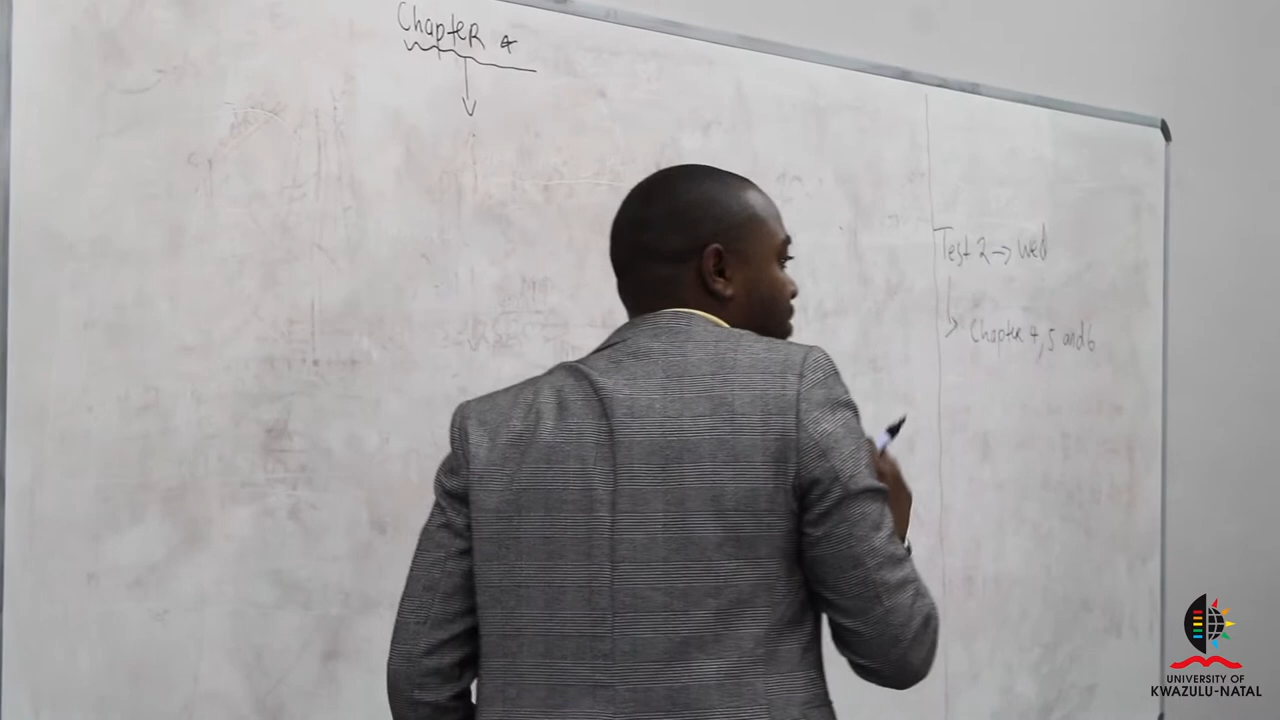 ChapteR 4
Test 2 → Wed
↳ Chapter 4, 5 and 6
UNIVERSITY OF
KWAZULU-NATAL